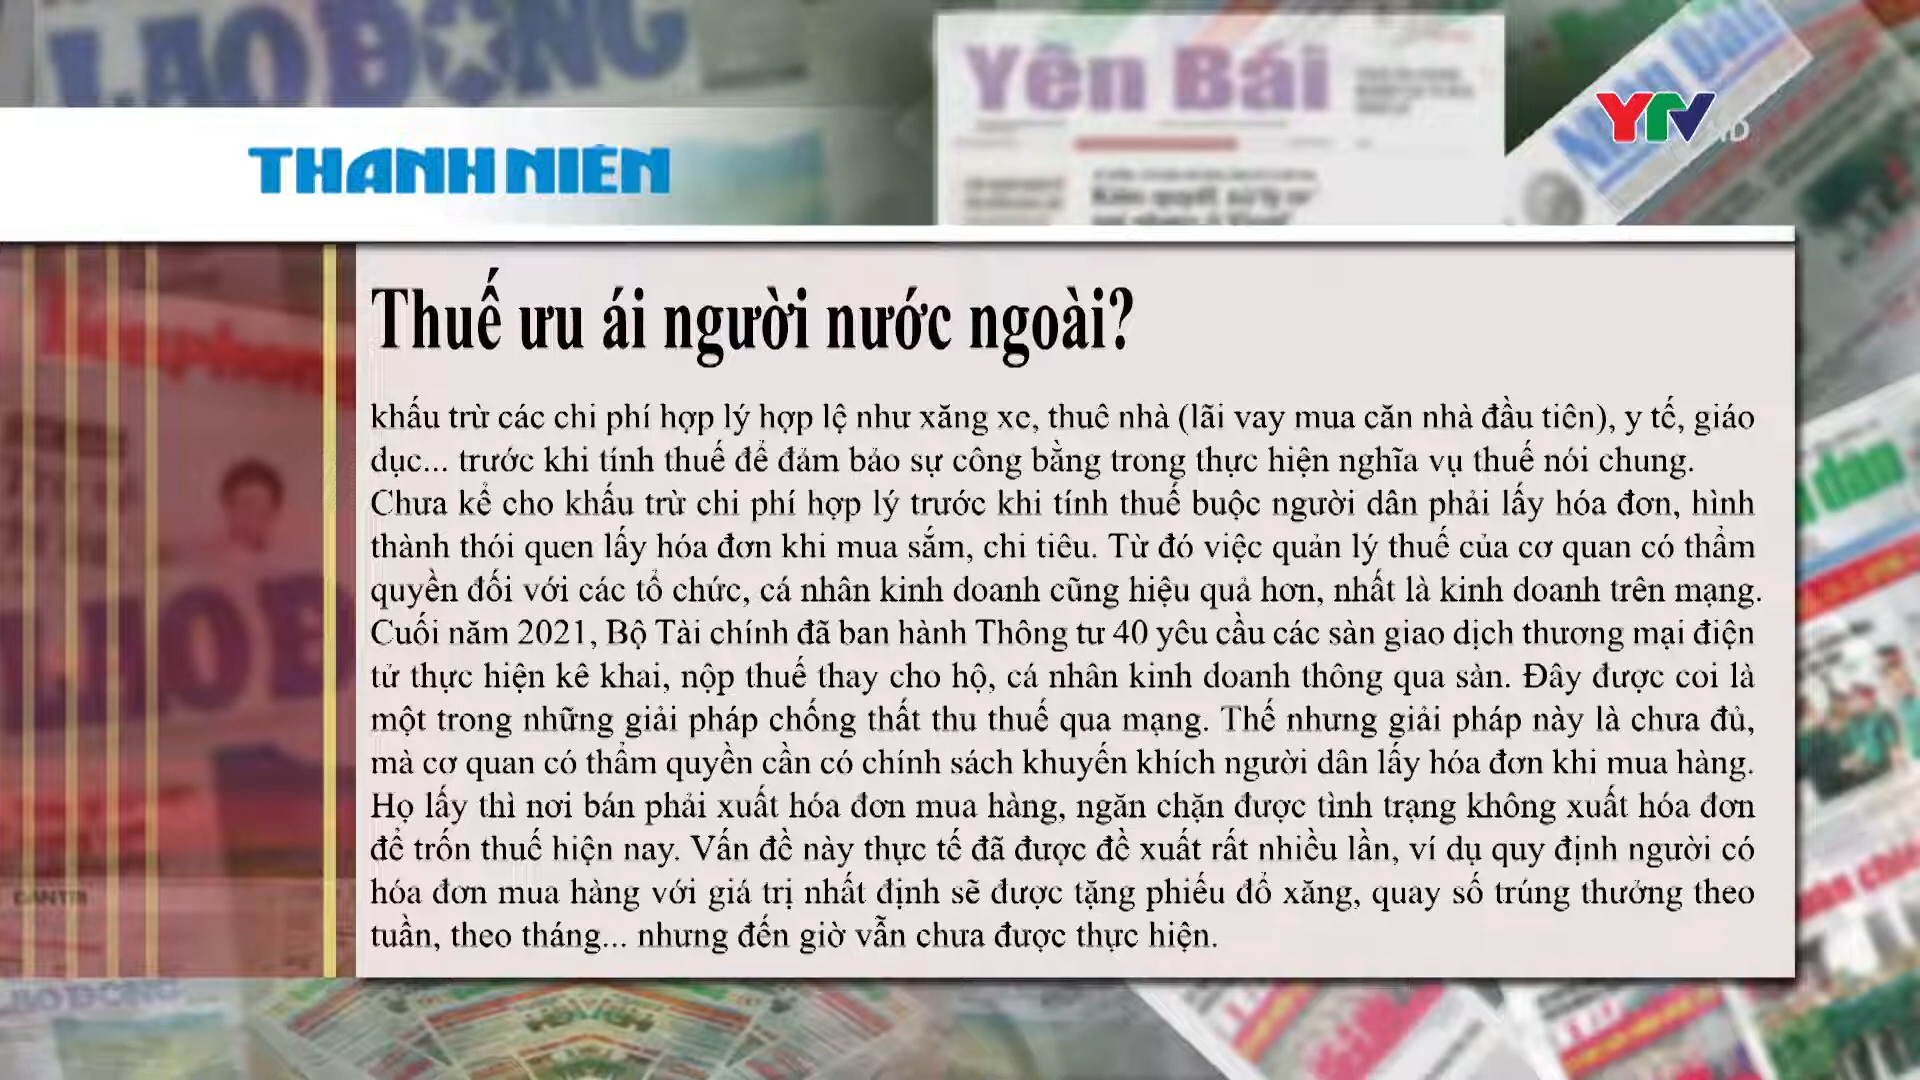 LAO ĐỘNG
Yên Bái
Nhân Dân
YTV HD
THANH NIÊN
Thuế ưu ái người nước ngoài?
khấu trừ các chi phí hợp lý hợp lệ như xăng xe, thuê nhà (lãi vay mua căn nhà đầu tiên), y tế, giáo
dục... trước khi tính thuế để đảm bảo sự công bằng trong thực hiện nghĩa vụ thuế nói chung.
Chưa kể cho khấu trừ chi phí hợp lý trước khi tính thuế buộc người dân phải lấy hóa đơn, hình
thành thói quen lấy hóa đơn khi mua sắm, chi tiêu. Từ đó việc quản lý thuế của cơ quan có thẩm
quyền đối với các tổ chức, cá nhân kinh doanh cũng hiệu quả hơn, nhất là kinh doanh trên mạng.
Cuối năm 2021, Bộ Tài chính đã ban hành Thông tư 40 yêu cầu các sàn giao dịch thương mại điện
tử thực hiện kê khai, nộp thuế thay cho hộ, cá nhân kinh doanh thông qua sàn. Đây được coi là
một trong những giải pháp chống thất thu thuế qua mạng. Thế nhưng giải pháp này là chưa đủ,
mà cơ quan có thẩm quyền cần có chính sách khuyến khích người dân lấy hóa đơn khi mua hàng.
Họ lấy thì nơi bán phải xuất hóa đơn mua hàng, ngăn chặn được tình trạng không xuất hóa đơn
để trốn thuế hiện nay. Vấn đề này thực tế đã được đề xuất rất nhiều lần, ví dụ quy định người có
hóa đơn mua hàng với giá trị nhất định sẽ được tặng phiếu đổ xăng, quay số trúng thưởng theo
tuần, theo tháng... nhưng đến giờ vẫn chưa được thực hiện.
LAO ĐỘNG
DANTRI
LAO ĐỘNG